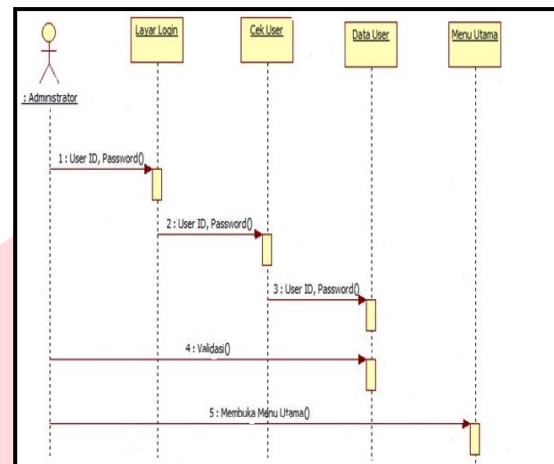 Layar Login
Cek User
Data User
Menu Utama
: Administrator
1 : User ID, Password()
2 : User ID, Password()
3 : User ID, Password()
4 : Validasi()
5 : Membuka Menu Utama()